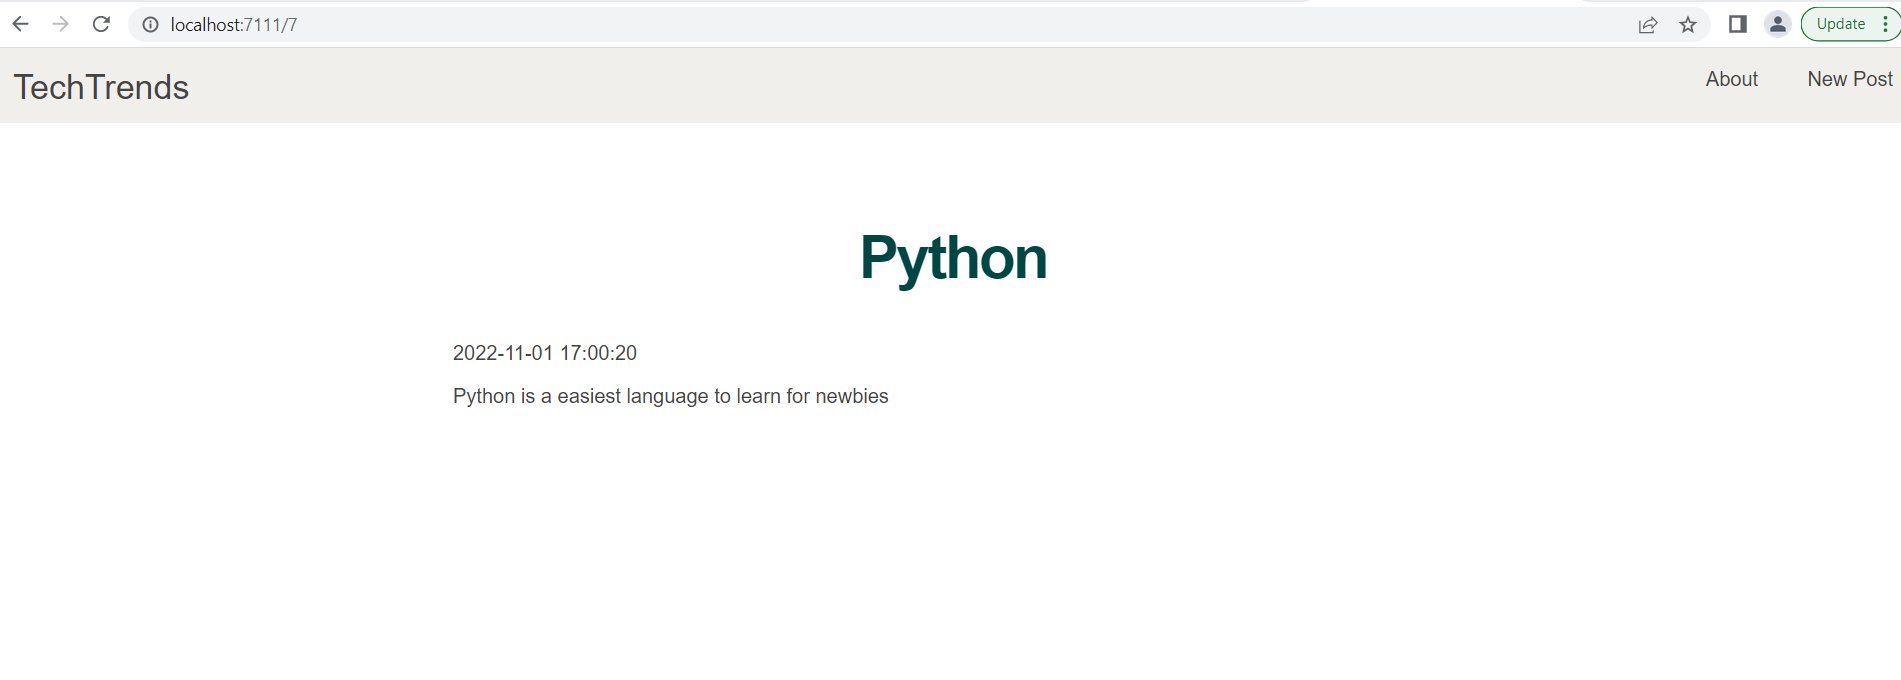 localhost:7111/7
Update
TechTrends
About
New Post
Python
2022-11-01 17:00:20
Python is a easiest language to learn for newbies